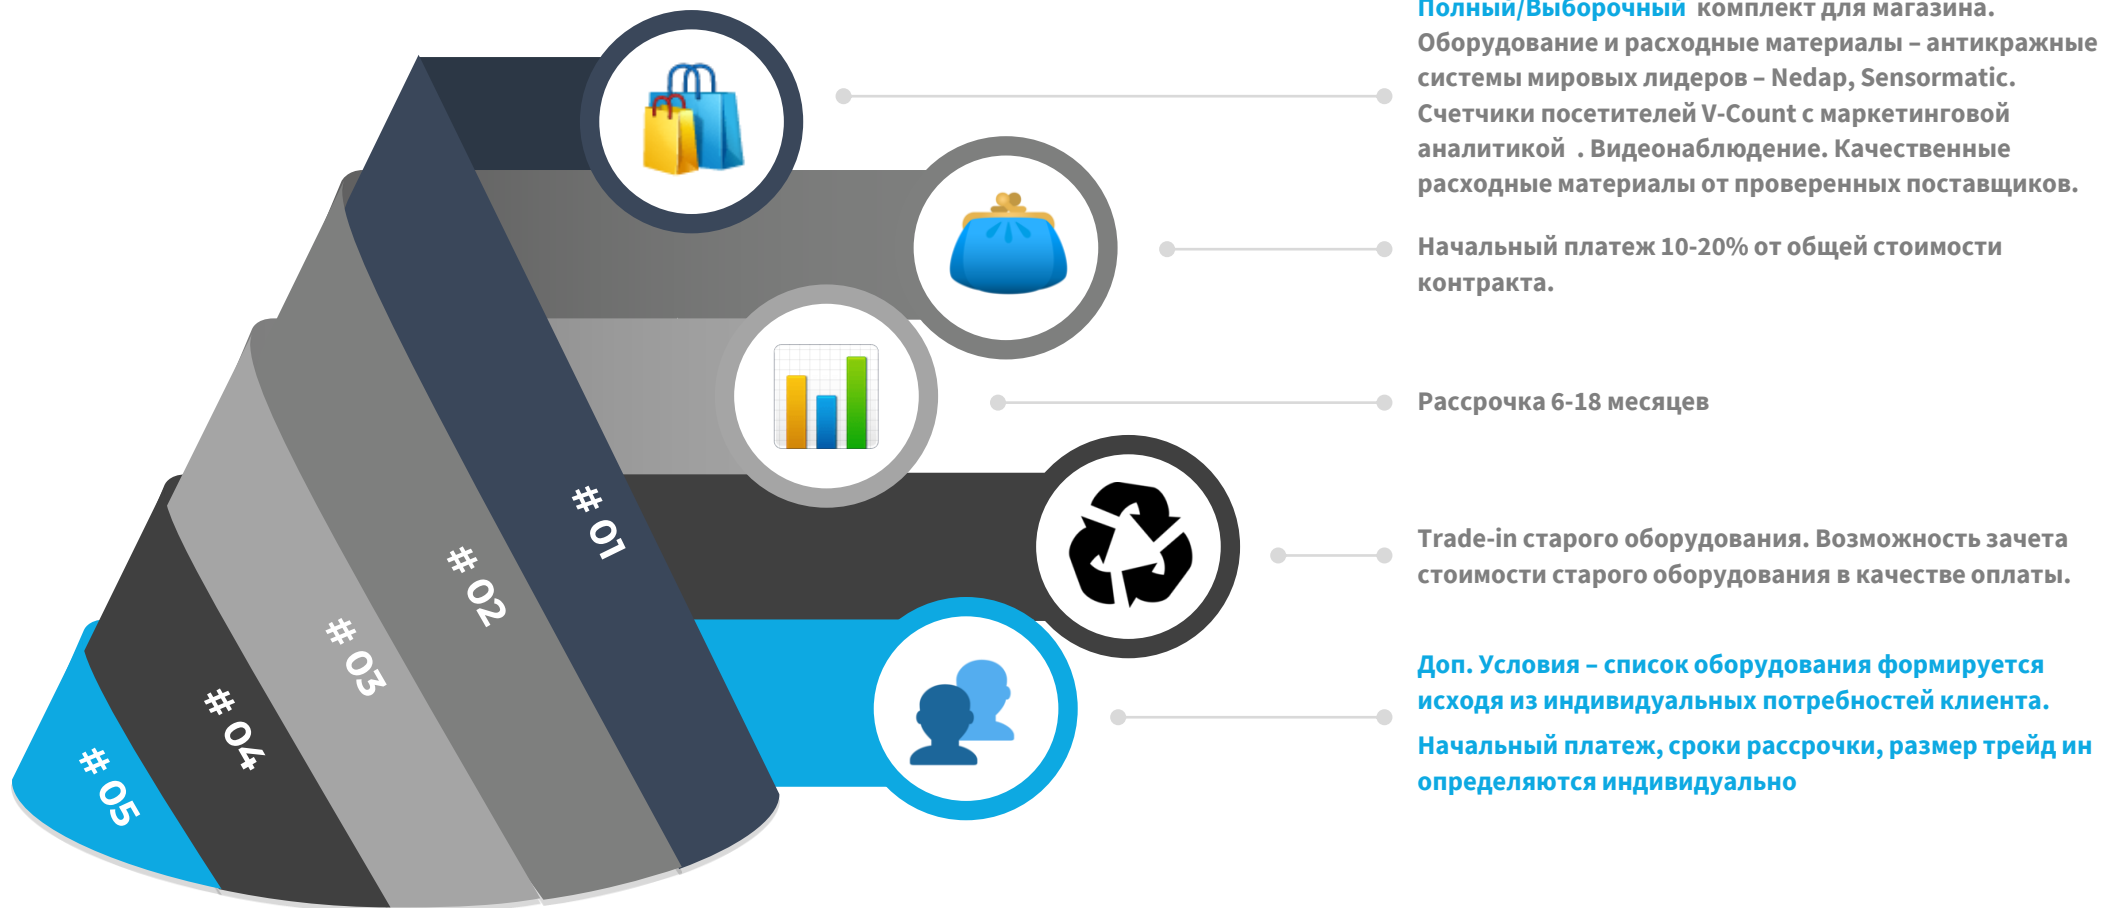 Полный/Выборочный комплект для магазина.
Оборудование и расходные материалы – антикражные
системы мировых лидеров – Nedap, Sensormatic.
Счетчики посетителей V-Count с маркетинговой
аналитикой . Видеонаблюдение. Качественные
расходные материалы от проверенных поставщиков.
Начальный платеж 10-20% от общей стоимости
контракта.
Рассрочка 6-18 месяцев
Trade-in старого оборудования. Возможность зачета
стоимости старого оборудования в качестве оплаты.
Доп. Условия – список оборудования формируется
исходя из индивидуальных потребностей клиента.
Начальный платеж, сроки рассрочки, размер трейд ин
определяются индивидуально
# 01
# 02
# 03
# 04
# 05